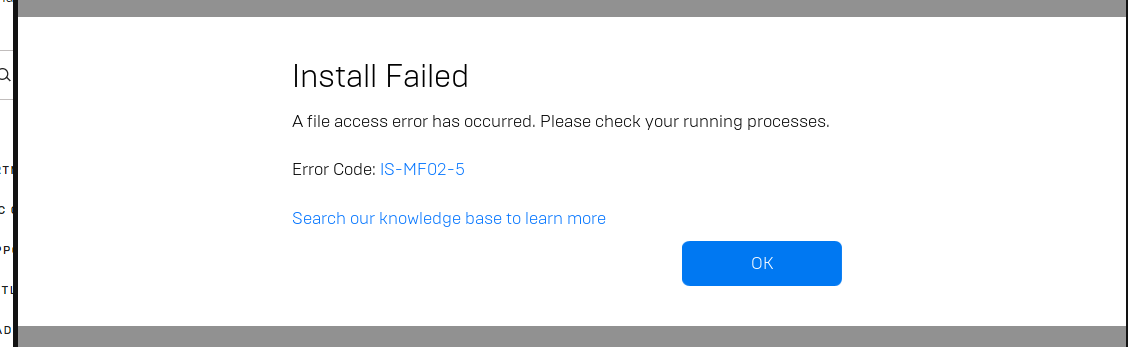 Install Failed
A file access error has occurred. Please check your running processes.
Error Code: IS-MF02-5
Search our knowledge base to learn more
OK